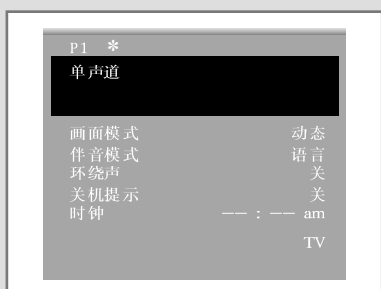 P1 *
单声道
画面模式 动态
伴音模式 语言
环绕声 关
关机提示 关
时钟 －－ : －－ am
TV